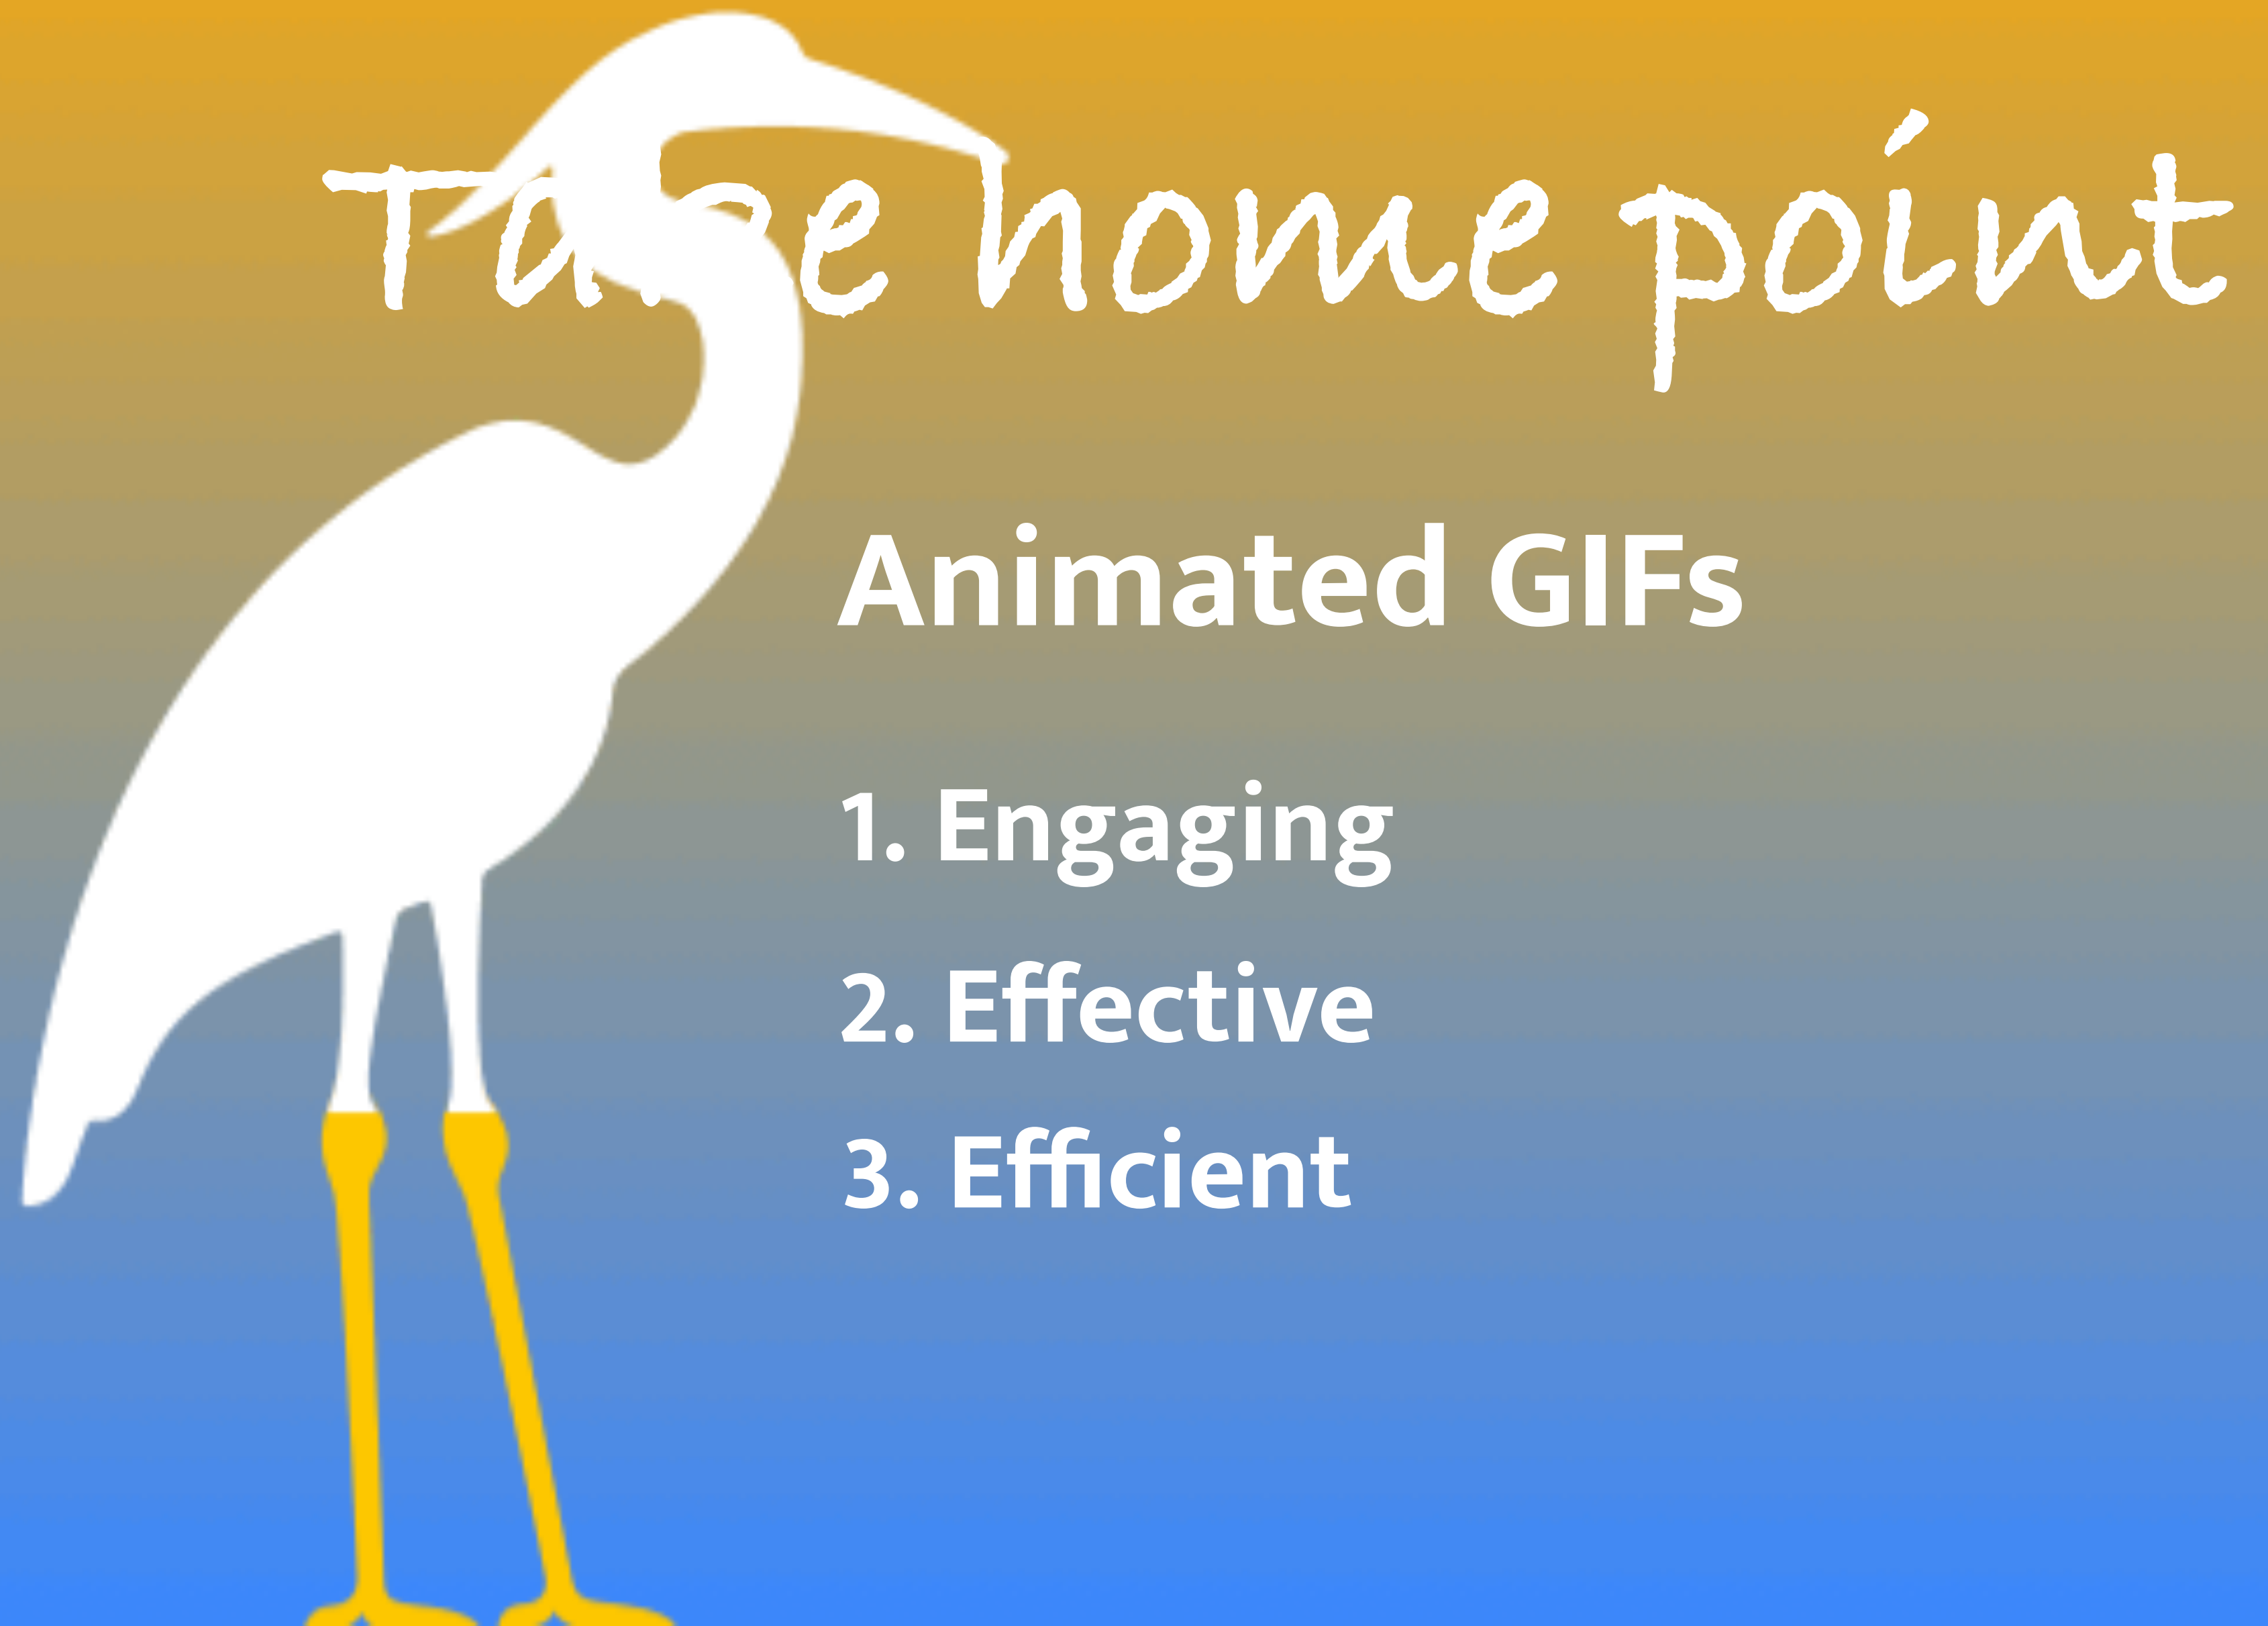 Take home point
Animated GIFs
1. Engaging
2. Effective
3. Efficient